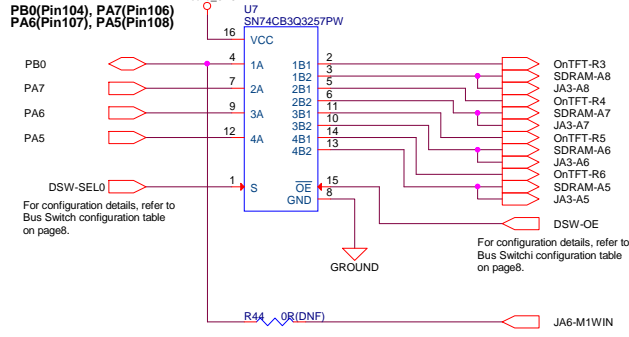 PB0(Pin104), PA7(Pin106)
PA6(Pin107), PA5(Pin108)
U7
SN74CB3Q3257PW
16 VCC
PB0 4 1A 1B1 2 OnTFT-R3
1B2 3 SDRAM-A8
PA7 7 2A 2B1 5 JA3-A8
2B2 6 OnTFT-R4
PA6 9 3A 3B1 11 SDRAM-A7
3B2 10 JA3-A7
PA5 12 4A 4B1 14 OnTFT-R5
4B2 13 SDRAM-A6
JA3-A6
OnTFT-R6
DSW-SEL0 1 S OE 15 SDRAM-A5
GND 8 JA3-A5
For configuration details, refer to
Bus Switch configuration table
on page8.
DSW-OE
For configuration details, refer to
Bus Switchi configuration table
on page8.
GROUND
R44 0R(DNF) JA6-M1WIN